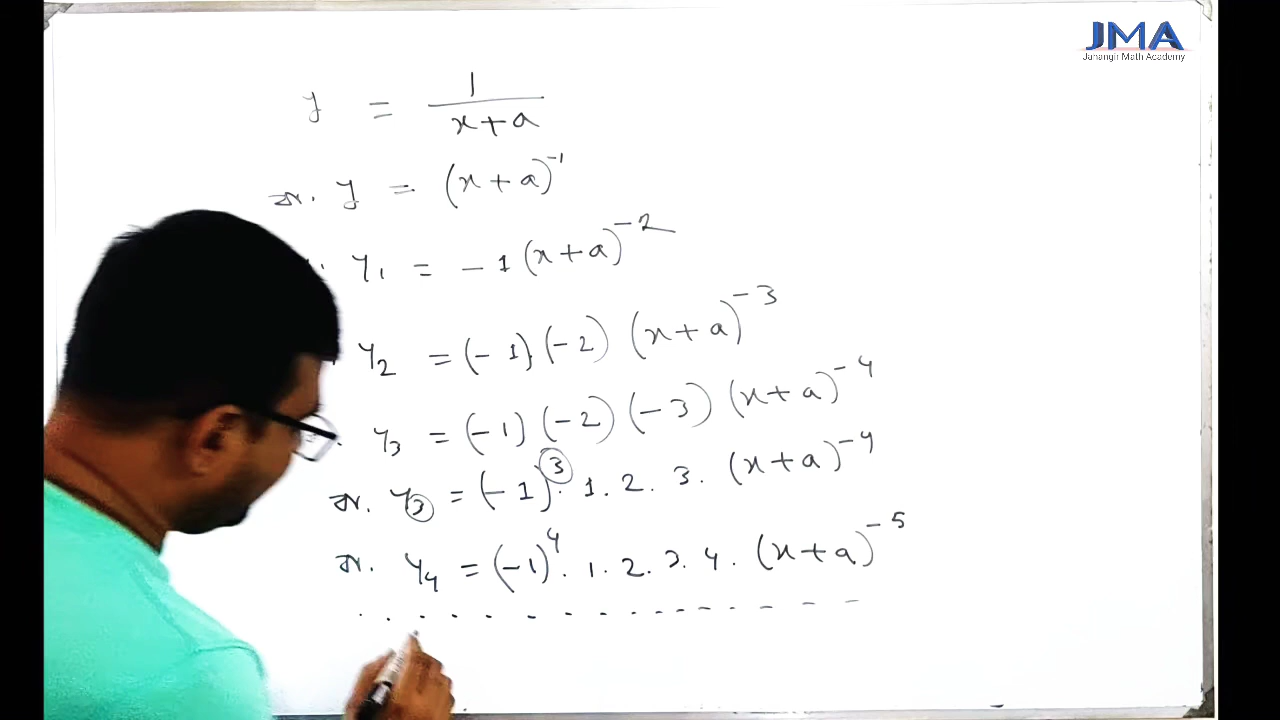 JMA
Jahangir Math Academy
y = 1/(x+a)
বা. y = (x+a)^-1
y₁ = -1(x+a)^-2
y₂ = (-1)(-2)(x+a)^-3
y₃ = (-1)(-2)(-3)(x+a)^-4
বা. y₃ = (-1)^3 . 1. 2. 3. (x+a)^-4
বা. y₄ = (-1)^4 . 1. 2. 3. 4. (x+a)^-5